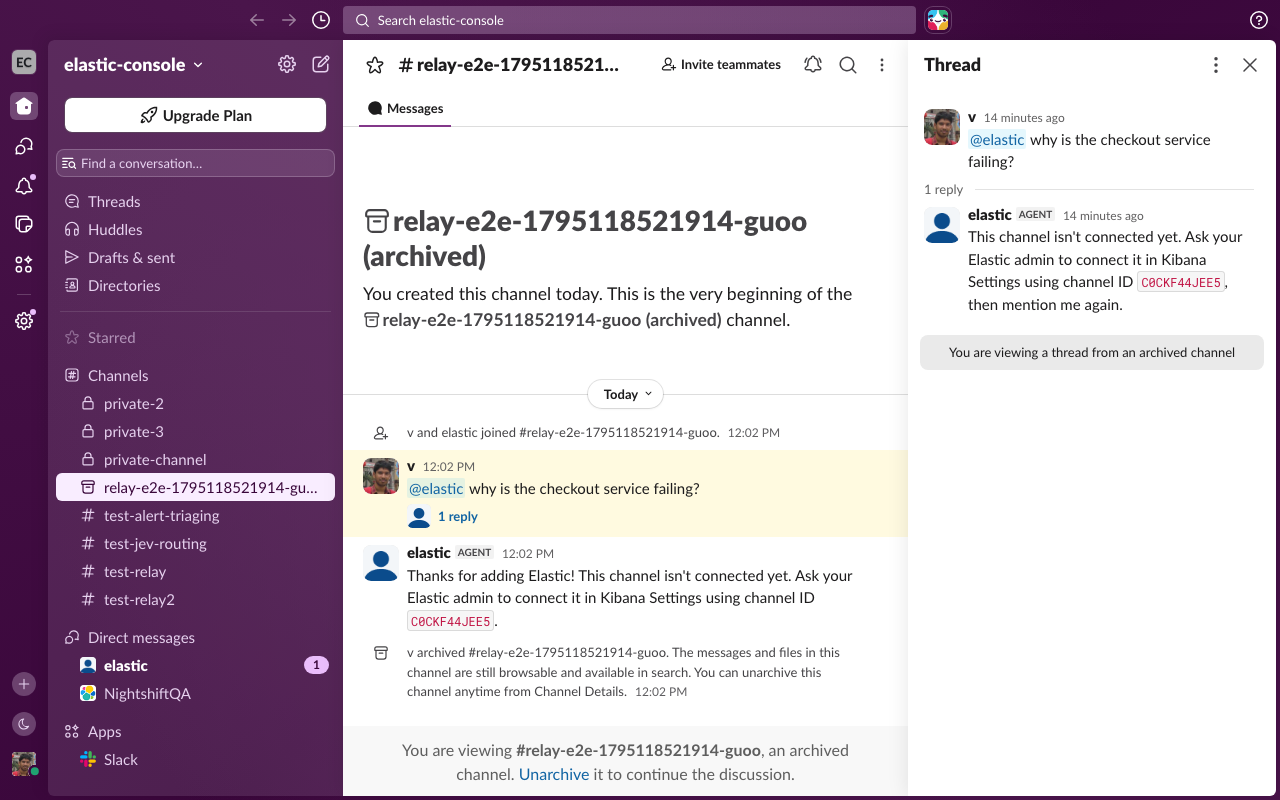 Search elastic-console
EC
elastic-console
Upgrade Plan
Find a conversation...
Threads
Huddles
Drafts & sent
Directories
Starred
Channels
private-2
private-3
private-channel
relay-e2e-1795118521914-gu...
test-alert-triaging
test-jev-routing
test-relay
test-relay2
Direct messages
elastic
1
NightshiftQA
Apps
Slack
# relay-e2e-1795118521...
Invite teammates
Messages
relay-e2e-1795118521914-guoo
(archived)
You created this channel today. This is the very beginning of the
relay-e2e-1795118521914-guoo (archived) channel.
Today
v and elastic joined #relay-e2e-1795118521914-guoo. 12:02 PM
v 12:02 PM
@elastic why is the checkout service failing?
1 reply
elastic AGENT 12:02 PM
Thanks for adding Elastic! This channel isn't connected yet. Ask your
Elastic admin to connect it in Kibana Settings using channel ID
C0CKF44JEE5.
v archived #relay-e2e-1795118521914-guoo. The messages and files in this
channel are still browsable and available in search. You can unarchive this
channel anytime from Channel Details. 12:02 PM
You are viewing #relay-e2e-1795118521914-guoo, an archived
channel. Unarchive it to continue the discussion.
Thread
v 14 minutes ago
@elastic why is the checkout service
failing?
1 reply
elastic AGENT 14 minutes ago
This channel isn't connected yet. Ask your
Elastic admin to connect it in Kibana
Settings using channel ID C0CKF44JEE5,
then mention me again.
You are viewing a thread from an archived channel